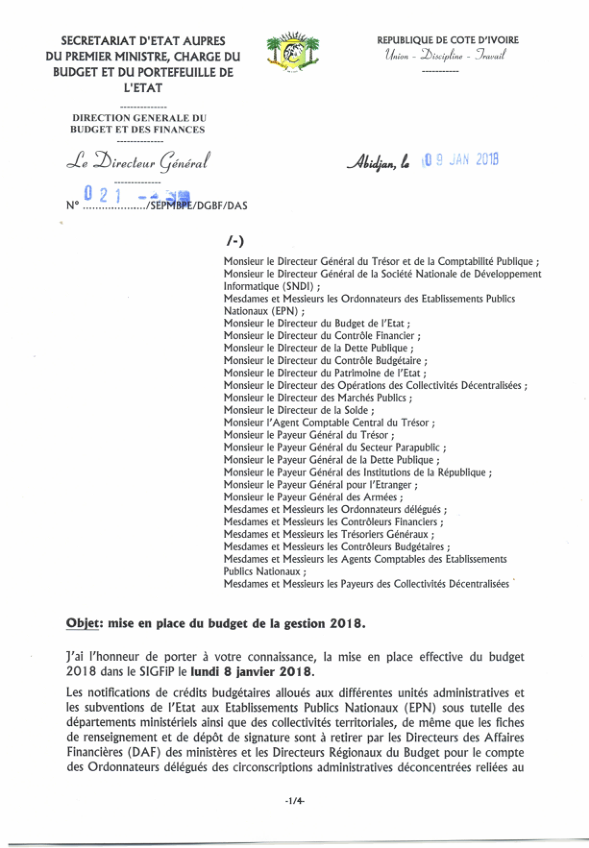 SECRETARIAT D'ETAT AUPRES
DU PREMIER MINISTRE, CHARGE DU
BUDGET ET DU PORTEFEUILLE DE
L'ETAT
--------------
DIRECTION GENERALE DU
BUDGET ET DES FINANCES
--------------
Le Directeur Général
--------------
N° 021 /SEPMBPE/DGBF/DAS
REPUBLIQUE DE COTE D'IVOIRE
Union - Discipline - Travail
-----------
Abidjan, le 09 JAN 2018
/-)
Monsieur le Directeur Général du Trésor et de la Comptabilité Publique ;
Monsieur le Directeur Général de la Société Nationale de Développement
Informatique (SNDI) ;
Mesdames et Messieurs les Ordonnateurs des Etablissements Publics
Nationaux (EPN) ;
Monsieur le Directeur du Budget de l'Etat ;
Monsieur le Directeur du Contrôle Financier ;
Monsieur le Directeur de la Dette Publique ;
Monsieur le Directeur du Contrôle Budgétaire ;
Monsieur le Directeur du Patrimoine de l'Etat ;
Monsieur le Directeur des Opérations des Collectivités Décentralisées ;
Monsieur le Directeur des Marchés Publics ;
Monsieur le Directeur de la Solde ;
Monsieur l'Agent Comptable Central du Trésor ;
Monsieur le Payeur Général du Trésor ;
Monsieur le Payeur Général du Secteur Parapublic ;
Monsieur le Payeur Général de la Dette Publique ;
Monsieur le Payeur Général des Institutions de la République ;
Monsieur le Payeur Général pour l'Etranger ;
Monsieur le Payeur Général des Armées ;
Mesdames et Messieurs les Ordonnateurs délégués ;
Mesdames et Messieurs les Contrôleurs Financiers ;
Mesdames et Messieurs les Trésoriers Généraux ;
Mesdames et Messieurs les Contrôleurs Budgétaires ;
Mesdames et Messieurs les Agents Comptables des Etablissements
Publics Nationaux ;
Mesdames et Messieurs les Payeurs des Collectivités Décentralisées
Objet: mise en place du budget de la gestion 2018.
J'ai l'honneur de porter à votre connaissance, la mise en place effective du budget
2018 dans le SIGFiP le lundi 8 janvier 2018.
Les notifications de crédits budgétaires alloués aux différentes unités administratives et
les subventions de l'Etat aux Etablissements Publics Nationaux (EPN) sous tutelle des
départements ministériels ainsi que des collectivités territoriales, de même que les fiches
de renseignement et de dépôt de signature sont à retirer par les Directeurs des Affaires
Financières (DAF) des ministères et les Directeurs Régionaux du Budget pour le compte
des Ordonnateurs délégués des circonscriptions administratives déconcentrées reliées au
-1/4-